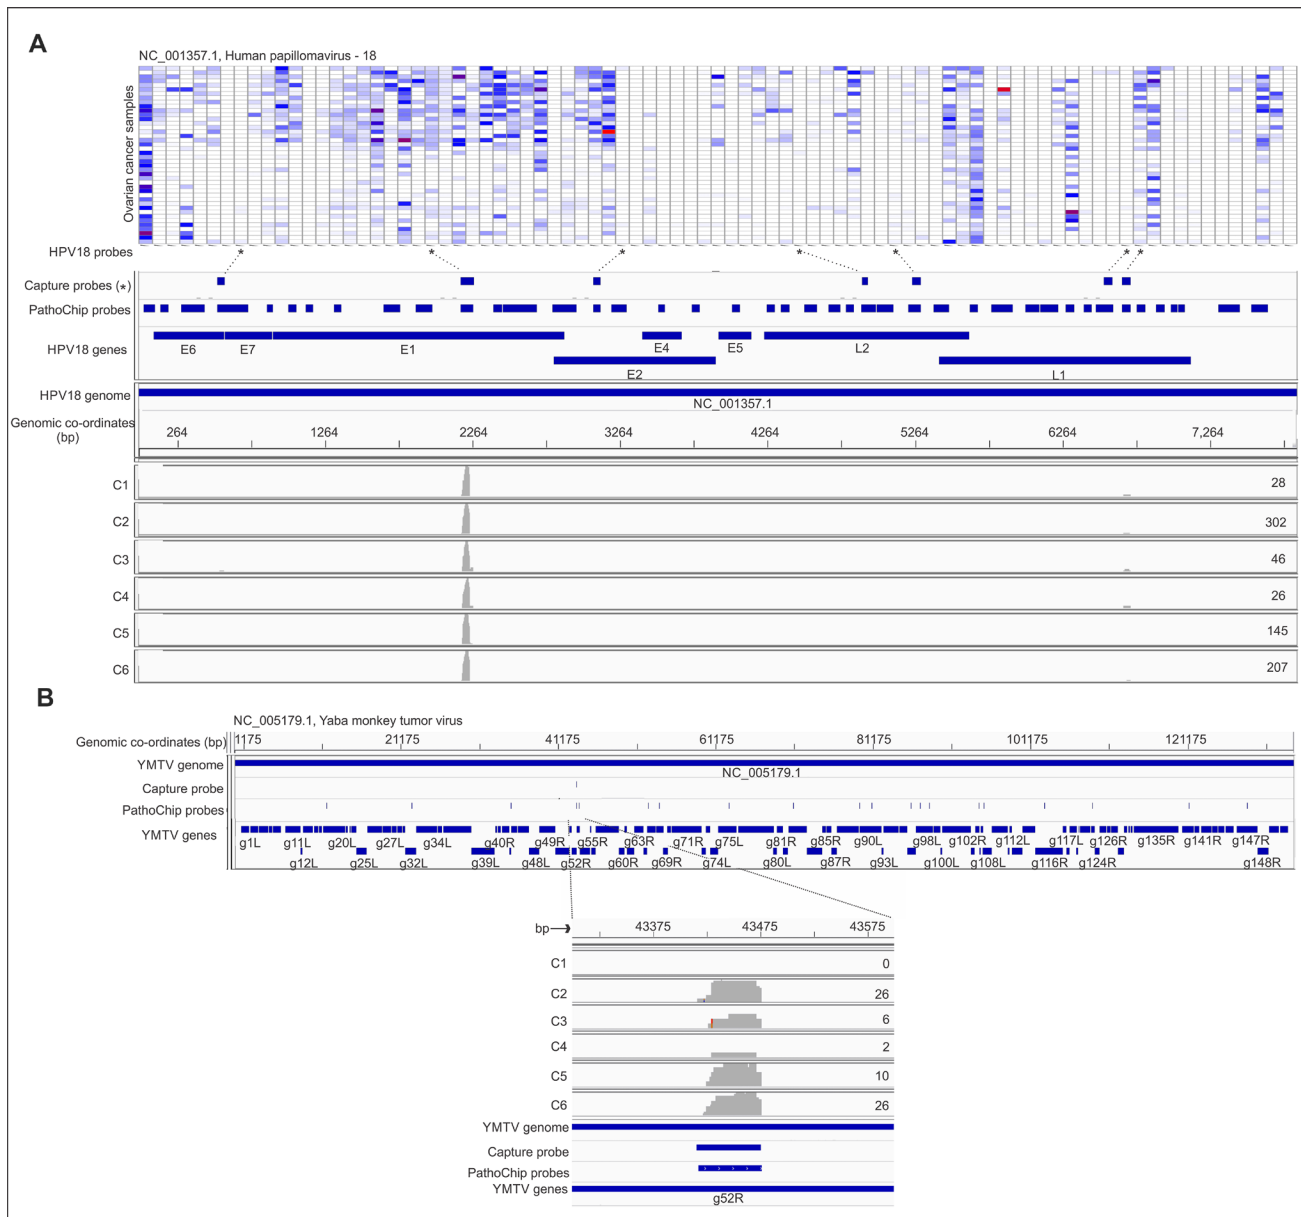 A
NC_001357.1, Human papillomavirus - 18
Ovarian cancer samples
HPV18 probes * * * * * * *
Capture probes (*)
PathoChip probes
HPV18 genes
E6 E7 E1 E4 E5 L2
E2 L1
HPV18 genome
NC_001357.1
Genomic co-ordinates
(bp)
264 1264 2264 3264 4264 5264 6264 7,264
C1 28
C2 302
C3 46
C4 26
C5 145
C6 207
B
NC_005179.1, Yaba monkey tumor virus
Genomic co-ordinates (bp) 1175 21175 41175 61175 81175 101175 121175
YMTV genome
NC_005179.1
Capture probe
PathoChip probes
YMTV genes
g1L g11L g20L g27L g34L g40R g49R g55R g63R g71R g75L g81R g85R g90L g98L g102R g112L g117L g126R g135R g141R g147R
g12L g25L g32L g39L g48L g52R g60R g69R g74L g80L g87R g93L g100L g108L g116R g124R g148R
bp 43375 43475 43575
C1 0
C2 26
C3 6
C4 2
C5 10
C6 26
YMTV genome
Capture probe
PathoChip probes
YMTV genes
g52R